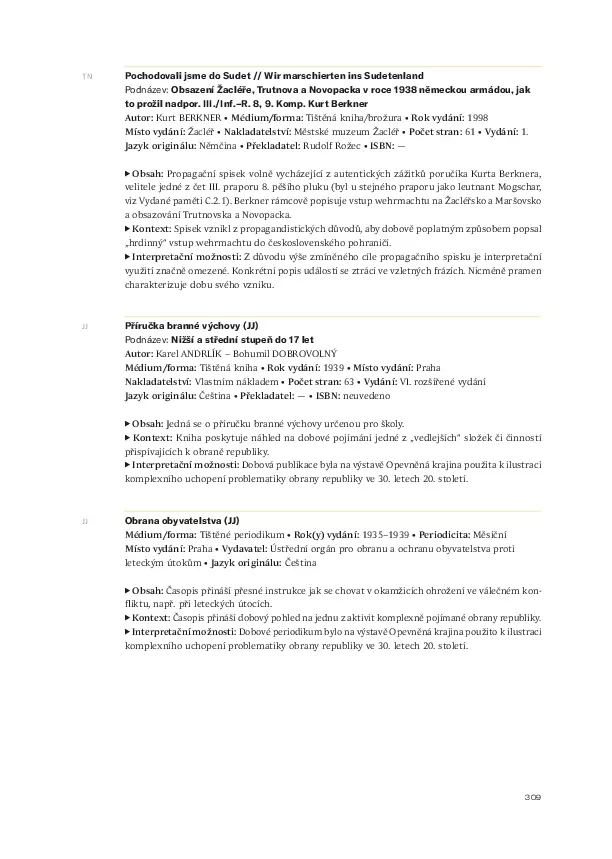 TN
Pochodovali jsme do Sudet // Wir marschierten ins Sudetenland
Podnázev: Obsazení Žacléře, Trutnova a Novopacka v roce 1938 německou armádou, jak
to prožil nadpor. III./Inf.–R. 8, 9. Komp. Kurt Berkner
Autor: Kurt BERKNER • Médium/forma: Tištěná kniha/brožura • Rok vydání: 1998
Místo vydání: Žacléř • Nakladatelství: Městské muzeum Žacléř • Počet stran: 61 • Vydání: 1.
Jazyk originálu: Němčina • Překladatel: Rudolf Rožec • ISBN: —
▶ Obsah: Propagační spisek volně vycházející z autentických zážitků poručíka Kurta Berknera,
velitele jedné z čet III. praporu 8. pěšího pluku (byl u stejného praporu jako leutnant Mogschar,
viz Vydané paměti C.2.1). Berkner rámcově popisuje vstup wehrmachtu na Žacléřsko a Maršovsko
a obsazování Trutnovska a Novopacka.
▶ Kontext: Spisek vznikl z propagandistických důvodů, aby dobově poplatným způsobem popsal
„hrdinný“ vstup wehrmachtu do československého pohraničí.
▶ Interpretační možnosti: Z důvodu výše zmíněného cíle propagačního spisku je interpretační
využití značně omezené. Konkrétní popis událostí se ztrácí ve vzletných frázích. Nicméně pramen
charakterizuje dobu svého vzniku.
JJ
Příručka branné výchovy (JJ)
Podnázev: Nižší a střední stupeň do 17 let
Autor: Karel ANDRLÍK – Bohumil DOBROVOLNÝ
Médium/forma: Tištěná kniha • Rok vydání: 1939 • Místo vydání: Praha
Nakladatelství: Vlastním nákladem • Počet stran: 63 • Vydání: VI. rozšířené vydání
Jazyk originálu: Čeština • Překladatel: — • ISBN: neuvedeno
▶ Obsah: Jedná se o příručku branné výchovy určenou pro školy.
▶ Kontext: Kniha poskytuje náhled na dobové pojímání jedné z „vedlejších“ složek či činností
přispívajících k obraně republiky.
▶ Interpretační možnosti: Dobová publikace byla na výstavě Opevněná krajina použita k ilustraci
komplexního uchopení problematiky obrany republiky ve 30. letech 20. století.
JJ
Obrana obyvatelstva (JJ)
Médium/forma: Tištěné periodikum • Rok(y) vydání: 1935–1939 • Periodicita: Měsíční
Místo vydání: Praha • Vydavatel: Ústřední orgán pro obranu a ochranu obyvatelstva proti
leteckým útokům • Jazyk originálu: Čeština
▶ Obsah: Časopis přináší přesné instrukce jak se chovat v okamžicích ohrožení ve válečném kon-
fliktu, např. při leteckých útocích.
▶ Kontext: Časopis přináší dobový pohled na jednu z aktivit komplexně pojímané obrany republiky.
▶ Interpretační možnosti: Dobové periodikum bylo na výstavě Opevněná krajina použito k ilustraci
komplexního uchopení problematiky obrany republiky ve 30. letech 20. století.
309